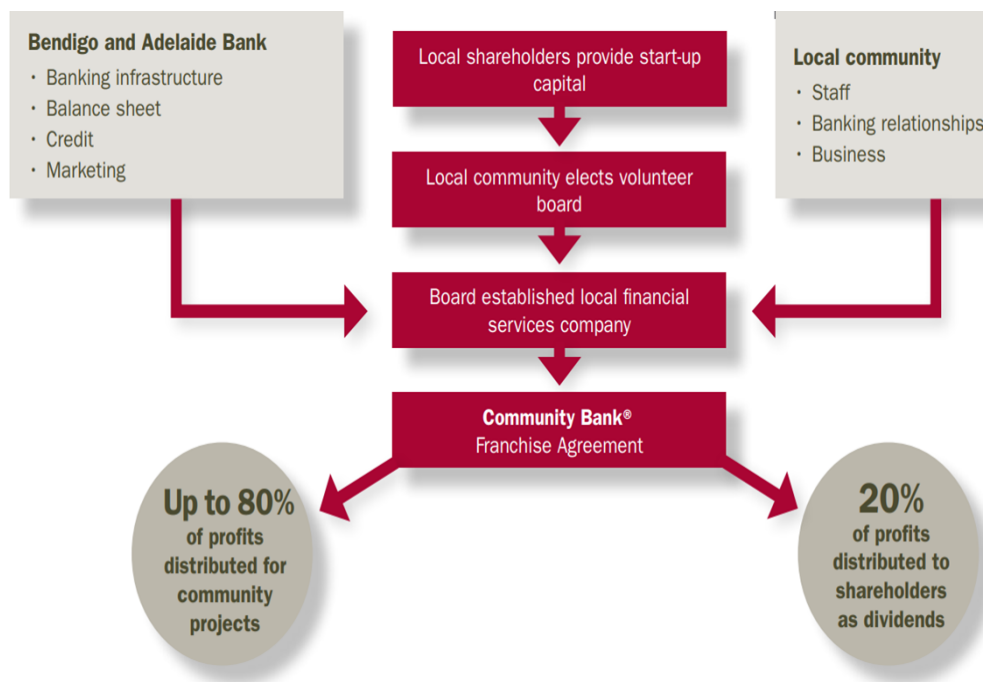 Bendigo and Adelaide Bank
· Banking infrastructure
· Balance sheet
· Credit
· Marketing
Local shareholders provide start-up
capital
Local community elects volunteer
board
Board established local financial
services company
Community Bank®
Franchise Agreement
Local community
· Staff
· Banking relationships
· Business
Up to 80%
of profits
distributed for
community
projects
20%
of profits
distributed to
shareholders
as dividends